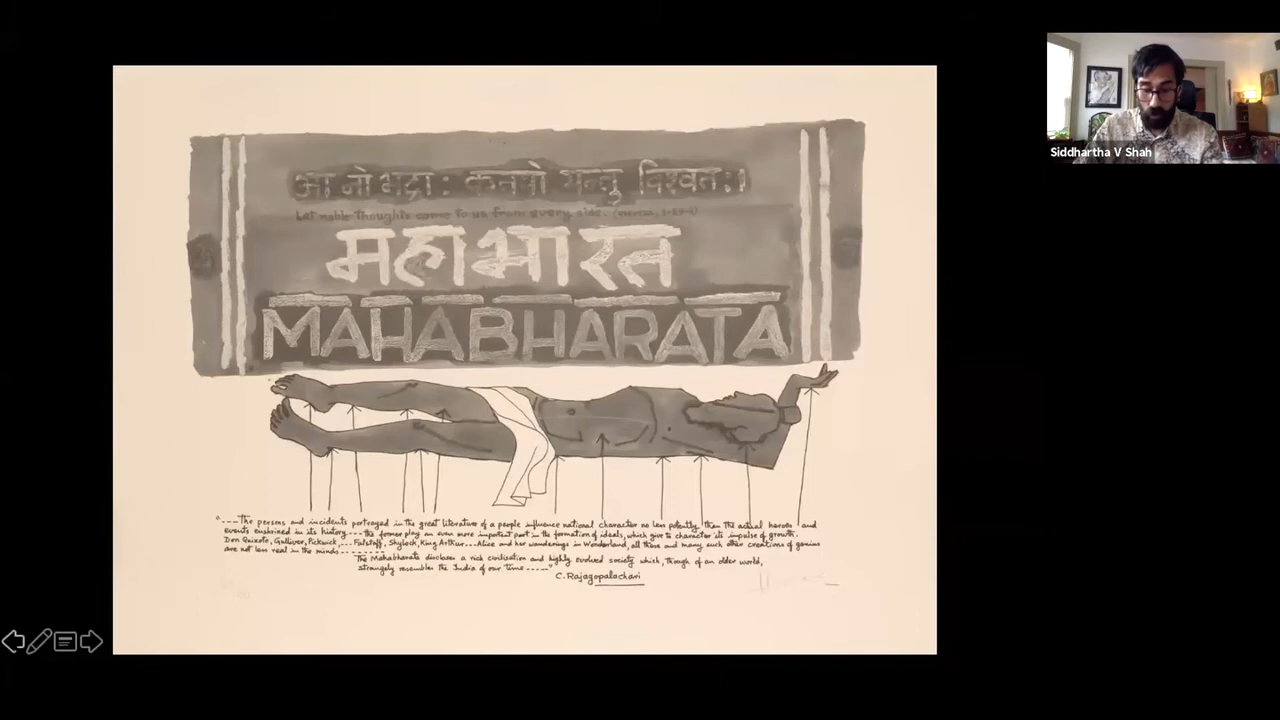 आ नो भद्रा: क्रतवो यन्तु विश्वत:।
Let noble thoughts come to us from every side.
महाभारत
MAHABHARATA
"---The persons and incidents portrayed in the great literature of a people influence national character no less potently than the actual heroes and
events enshrined in its history---the former play an even more important part in the formation of ideals, which give to character its impulse of growth.
Don Quixote, Gulliver, Pickwick,... Falstaff, Shylock, King Arthur... Alice and her wanderings in Wonderland, all these and many such other creations of genius
are not less real in the minds----------
The Mahabharata discloses a rich civilisation and highly evolved society which, though of an older world,
strangely resembles the India of our time-----"
C. Rajagopalachari
Siddhartha V Shah